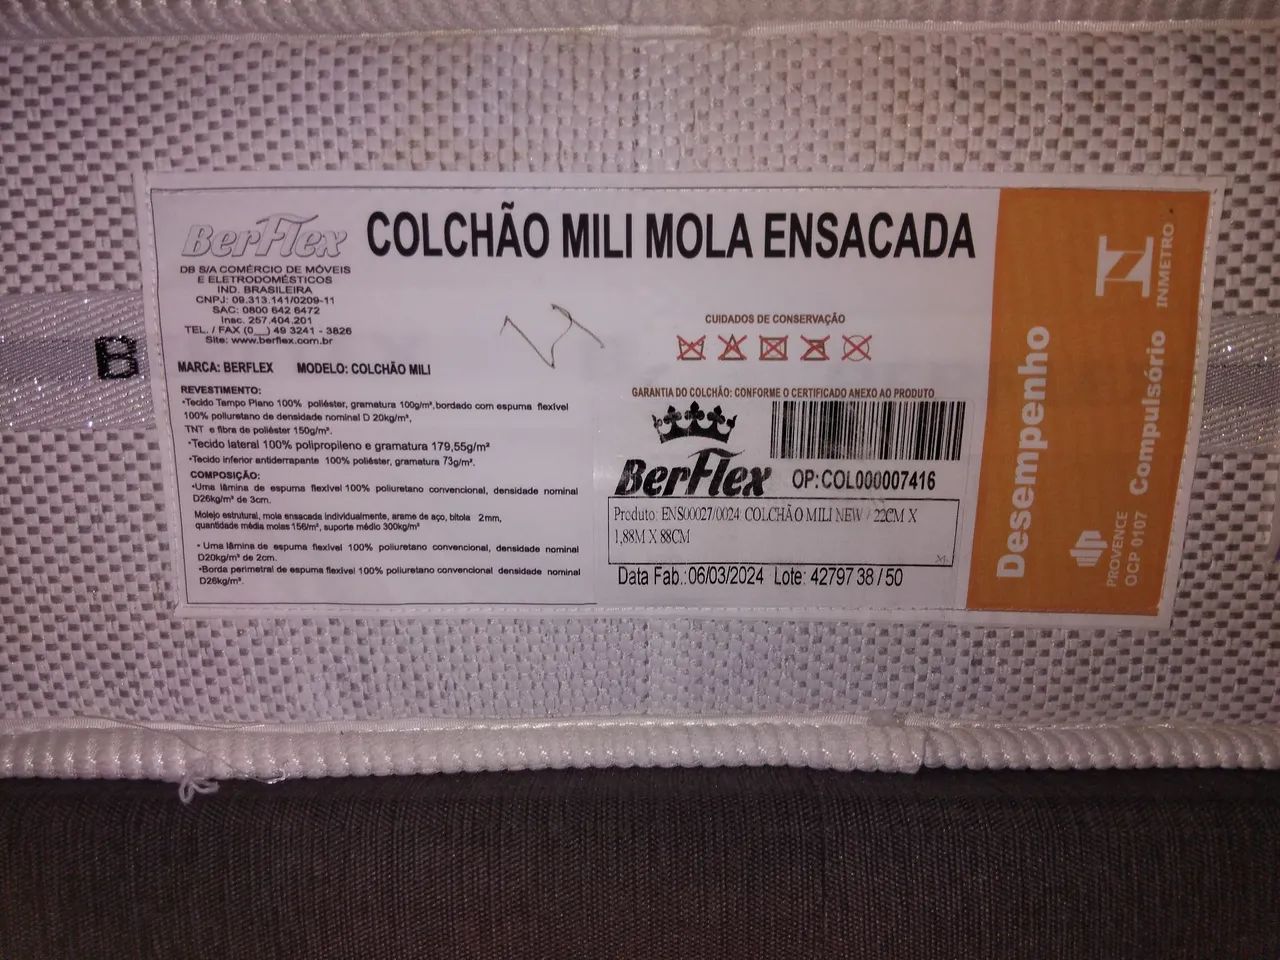 BerFlex
COLCHÃO MILI MOLA ENSACADA
DB S/A COMÉRCIO DE MÓVEIS
E ELETRODOMÉSTICOS
IND. BRASILEIRA
CNPJ: 09.313.141/0209-11
SAC: 0800 642 6472
Insc. 257.404.201
TEL. / FAX (0__) 49 3241 - 3826
Site: www.berflex.com.br
MARCA: BERFLEX MODELO: COLCHÃO MILI
REVESTIMENTO:
•Tecido Tampo Plano 100% poliéster, gramatura 100g/m²,bordado com espuma flexível
100% poliuretano de densidade nominal D 20kg/m³,
TNT e fibra de poliéster 150g/m².
•Tecido lateral 100% polipropileno e gramatura 179,55g/m²
•Tecido inferior antiderrapante 100% poliéster, gramatura 73g/m².
COMPOSIÇÃO:
•Uma lâmina de espuma flexível 100% poliuretano convencional, densidade nominal
D26kg/m³ de 3cm.
Molejo estrutural, mola ensacada individualmente, arame de aço, bitola 2mm,
quantidade média molas 156/m², suporte médio 300kg/m³
• Uma lâmina de espuma flexível 100% poliuretano convencional, densidade nominal
D20kg/m³ de 2cm.
•Borda perimetral de espuma flexível 100% poliuretano convencional densidade nominal
D26kg/m³.
CUIDADOS DE CONSERVAÇÃO
GARANTIA DO COLCHÃO: CONFORME O CERTIFICADO ANEXO AO PRODUTO
BerFlex OP:COL000007416
Produto: ENS00027/0024 COLCHÃO MILI NEW / 22CM X
1,88M X 88CM
Data Fab.:06/03/2024 Lote: 42797 38 / 50
Desempenho
Compulsório
INMETRO
PROVENCE
OCP 0107
B